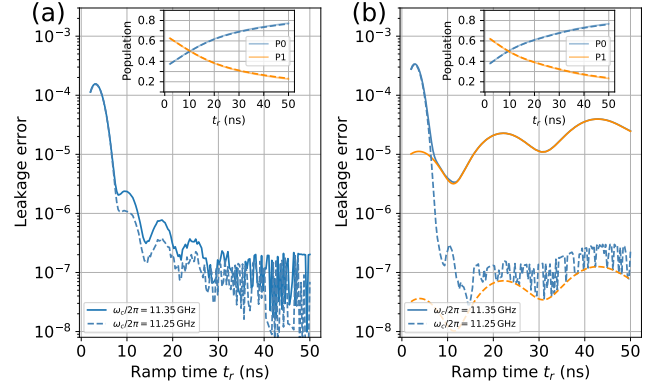 (a)
Leakage error
10⁻³
10⁻⁴
10⁻⁵
10⁻⁶
10⁻⁷
10⁻⁸
0
10
20
30
40
50
Ramp time tᵣ (ns)
Population
0.8
0.6
0.4
0.2
0
10
20
30
40
50
tᵣ (ns)
P0
P1
ω_c/2π = 11.35 GHz
ω_c/2π = 11.25 GHz
(b)
Leakage error
10⁻³
10⁻⁴
10⁻⁵
10⁻⁶
10⁻⁷
10⁻⁸
0
10
20
30
40
50
Ramp time tᵣ (ns)
Population
0.8
0.6
0.4
0.2
0
10
20
30
40
50
tᵣ (ns)
P0
P1
ω_c/2π = 11.35 GHz
ω_c/2π = 11.25 GHz